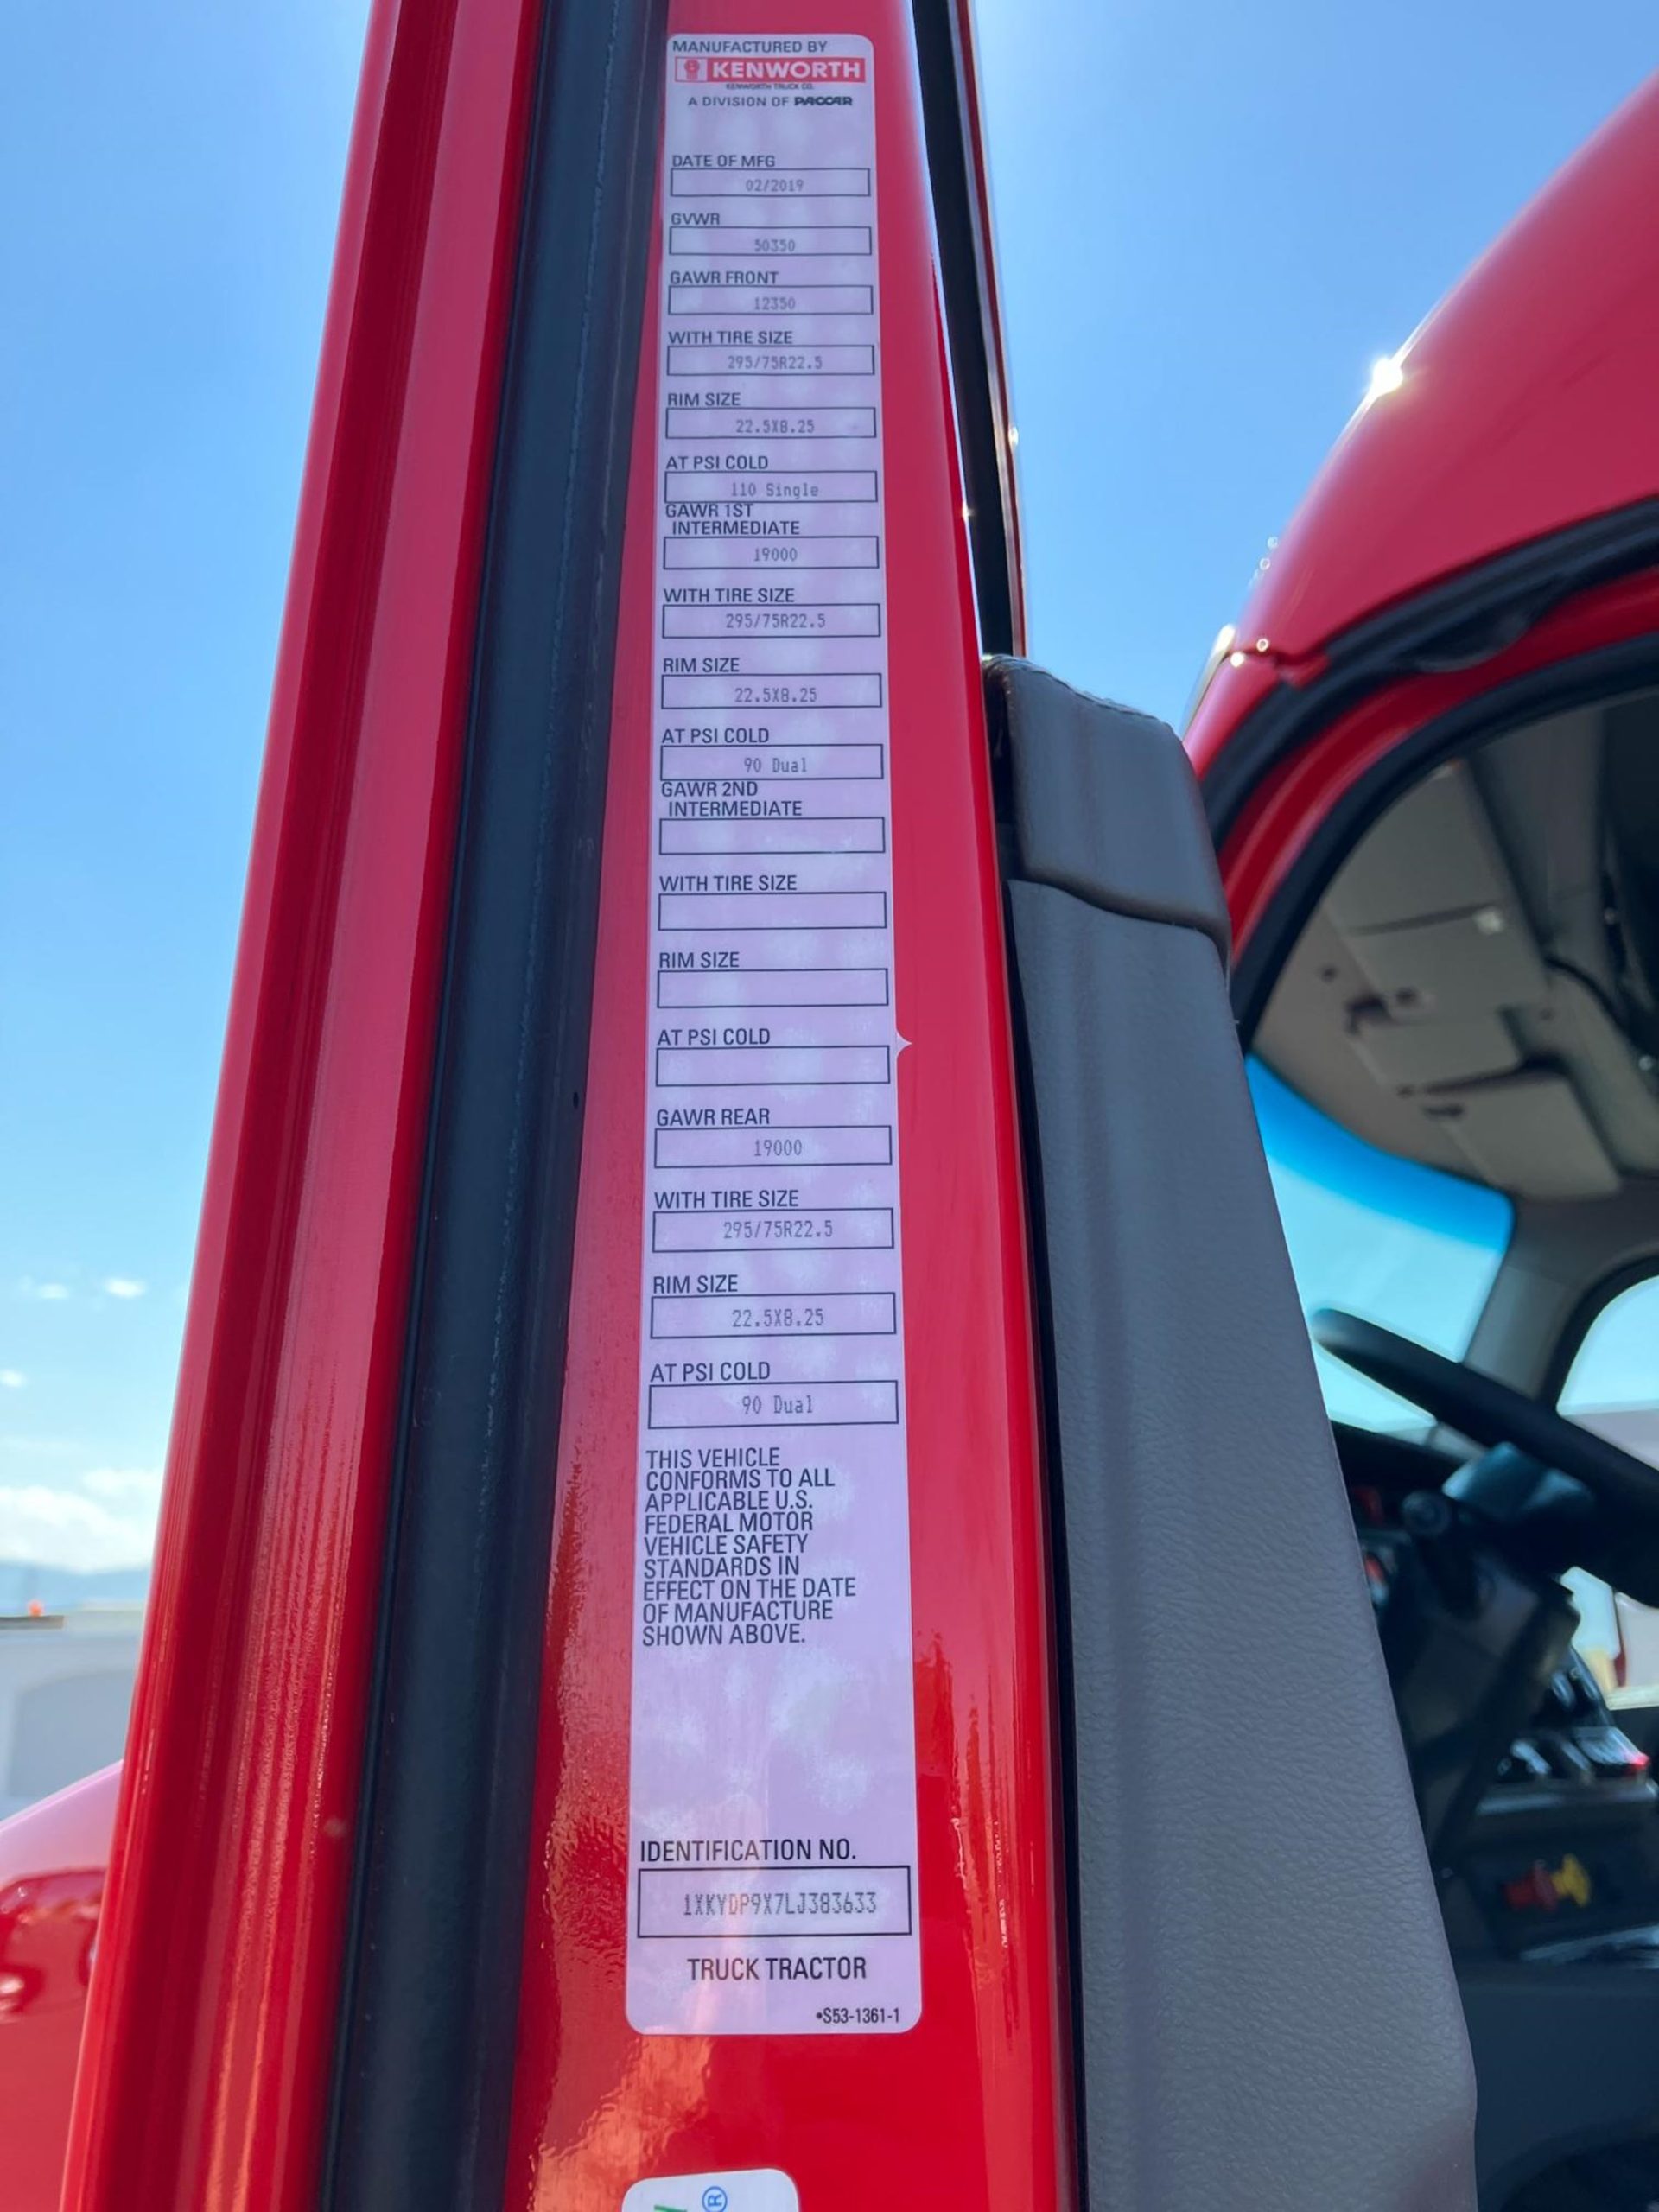 MANUFACTURED BY
KENWORTH
KENWORTH TRUCK CO.
A DIVISION OF PACCAR
DATE OF MFG
02/2019
GVWR
50350
GAWR FRONT
12350
WITH TIRE SIZE
295/75R22.5
RIM SIZE
22.5X8.25
AT PSI COLD
110 Single
GAWR 1ST
INTERMEDIATE
19000
WITH TIRE SIZE
295/75R22.5
RIM SIZE
22.5X8.25
AT PSI COLD
90 Dual
GAWR 2ND
INTERMEDIATE
WITH TIRE SIZE
RIM SIZE
AT PSI COLD
GAWR REAR
19000
WITH TIRE SIZE
295/75R22.5
RIM SIZE
22.5X8.25
AT PSI COLD
90 Dual
THIS VEHICLE
CONFORMS TO ALL
APPLICABLE U.S.
FEDERAL MOTOR
VEHICLE SAFETY
STANDARDS IN
EFFECT ON THE DATE
OF MANUFACTURE
SHOWN ABOVE.
IDENTIFICATION NO.
1XKYDP9X7LJ383633
TRUCK TRACTOR
•S53-1361-1
®